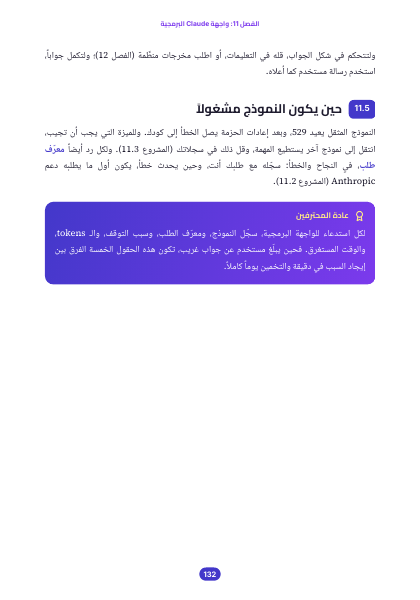 الفصل 11: واجهة Claude البرمجية
ولتتحكم في شكل الجواب، قله في التعليمات، أو اطلب مخرجات منظّمة (الفصل 12)؛ ولتكمل جواباً،
استخدم رسالة مستخدم كما أعلاه.
11.5 حين يكون النموذج مشغولاً
النموذج المثقل يعيد 529، وبعد إعادات الحزمة يصل الخطأ إلى كودك. وللميزة التي يجب أن تجيب،
انتقل إلى نموذج آخر يستطيع المهمة، وقل ذلك في سجلاتك (المشروع 11.3). ولكل رد أيضاً معرّف
طلب، في النجاح والخطأ: سجّله مع طلبك أنت، وحين يحدث خطأ، يكون أول ما يطلبه دعم
Anthropic (المشروع 11.2).
عادة المحترفين
لكل استدعاء للواجهة البرمجية، سجّل النموذج، ومعرّف الطلب، وسبب التوقف، والـ tokens،
والوقت المستغرق. فحين يبلّغ مستخدم عن جواب غريب، تكون هذه الحقول الخمسة الفرق بين
إيجاد السبب في دقيقة والتخمين يوماً كاملاً.
132